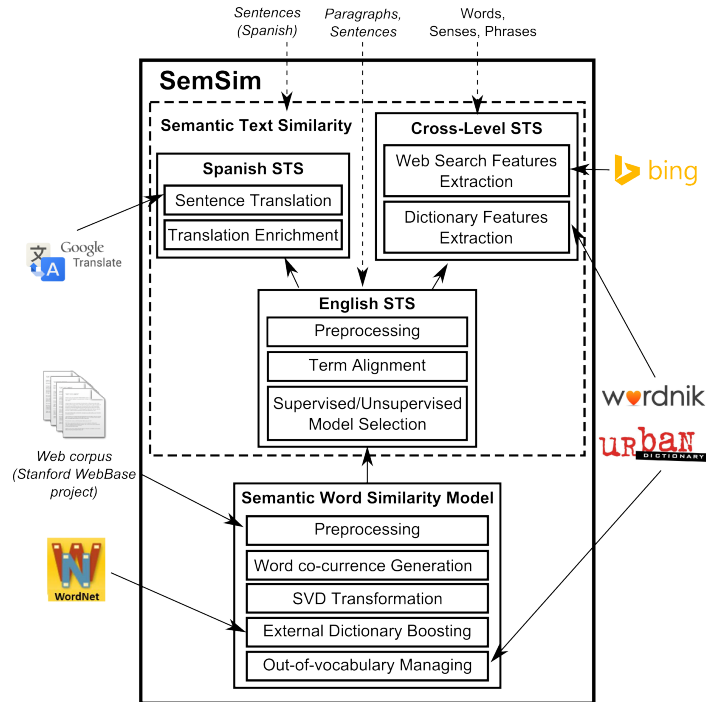 Sentences
(Spanish)
Paragraphs,
Sentences
Words,
Senses, Phrases
SemSim
Semantic Text Similarity
Cross-Level STS
Web Search Features
Extraction
Dictionary Features
Extraction
bing
Spanish STS
Sentence Translation
Translation Enrichment
文
A
Google
Translate
English STS
Preprocessing
Term Alignment
Supervised/Unsupervised
Model Selection
wordnik
URBAN
DICTIONARY
Web corpus
(Stanford WebBase
project)
Semantic Word Similarity Model
Preprocessing
Word co-currence Generation
SVD Transformation
External Dictionary Boosting
Out-of-vocabulary Managing
W
N
WordNet